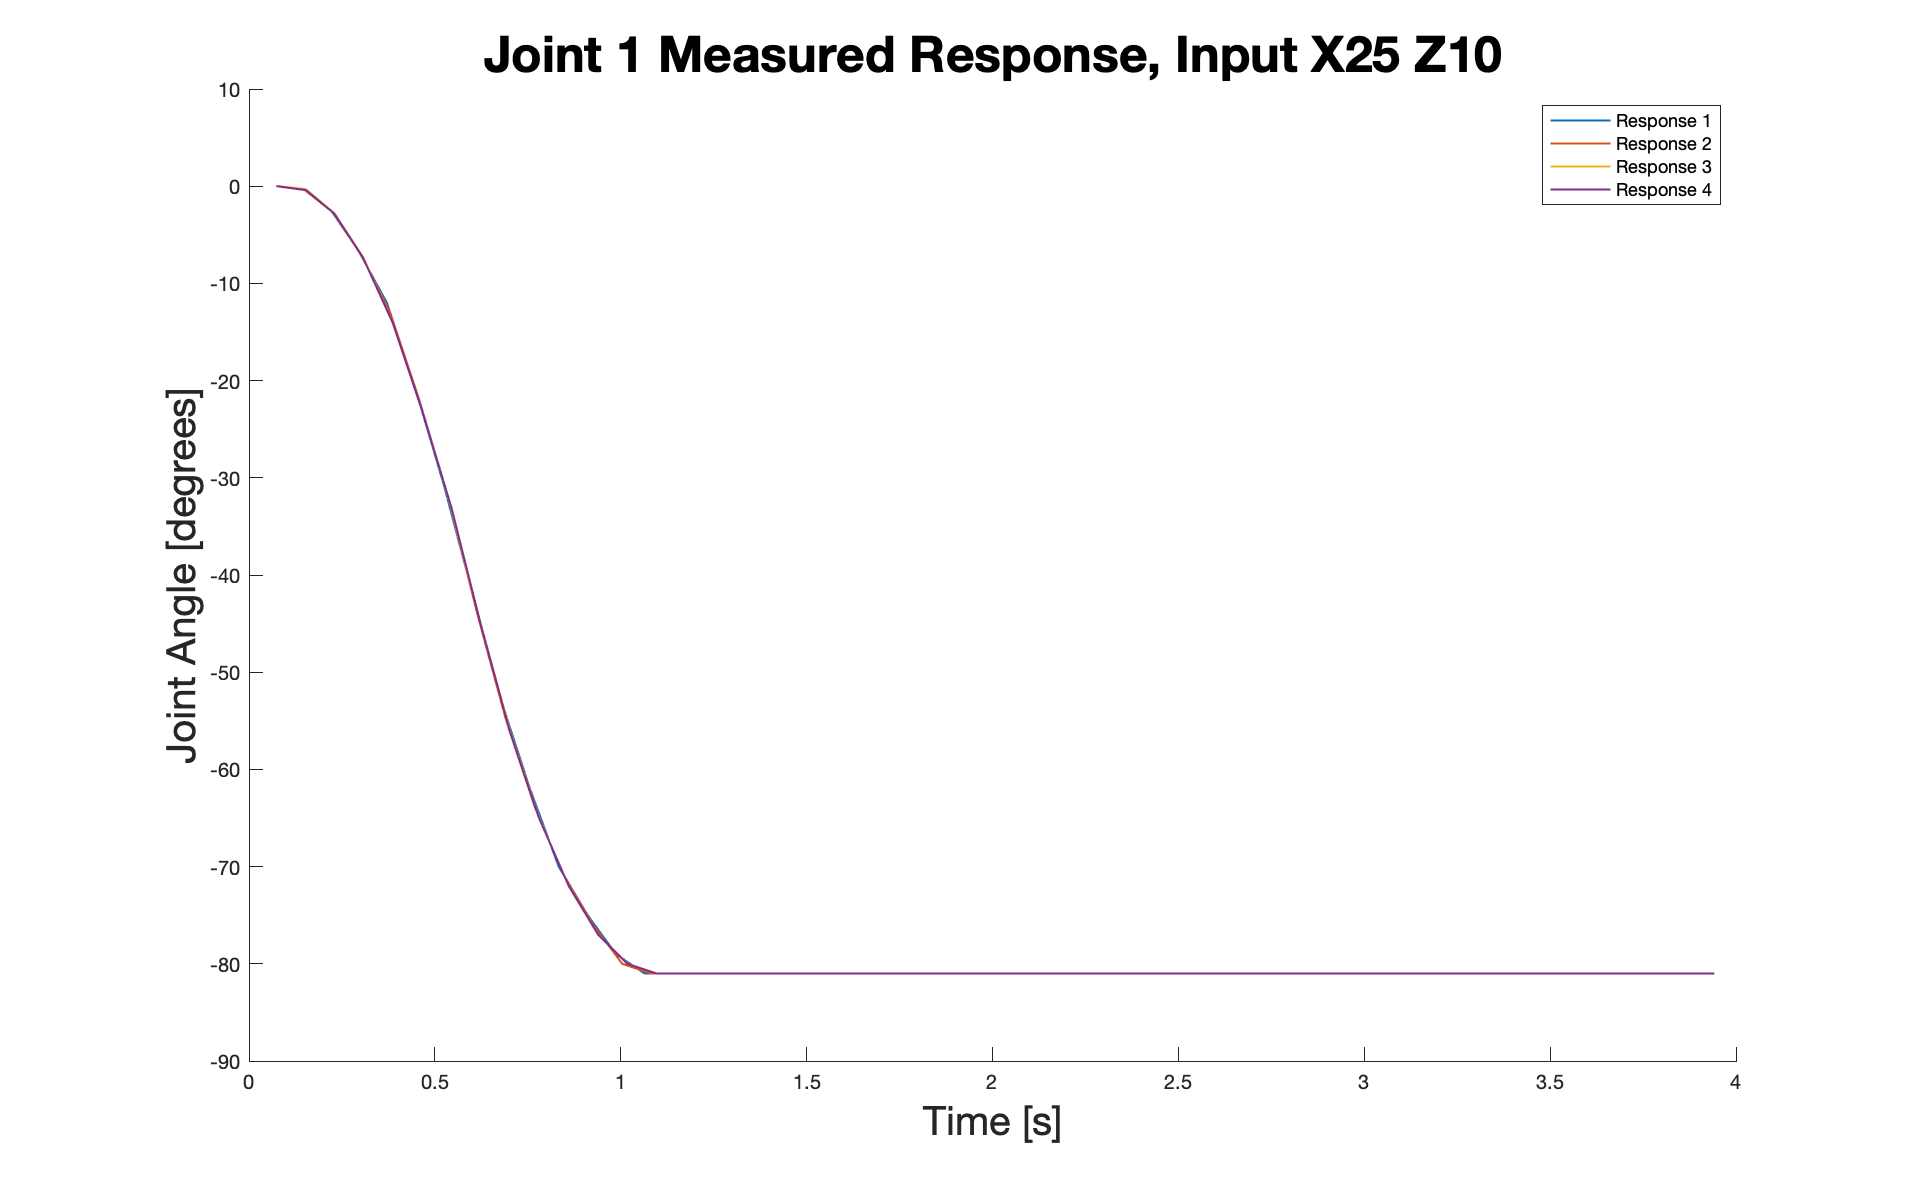 Joint 1 Measured Response, Input X25 Z10
10
0
-10
-20
-30
-40
-50
-60
-70
-80
-90
Joint Angle [degrees]
Response 1
Response 2
Response 3
Response 4
0 0.5 1 1.5 2 2.5 3 3.5 4
Time [s]